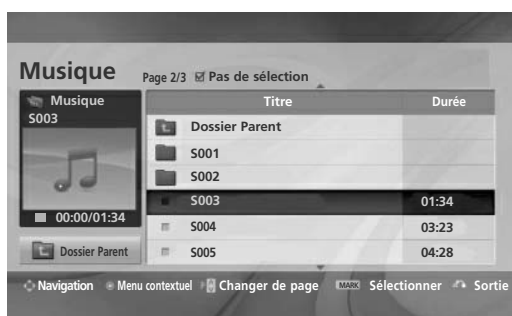 Musique
Page 2/3 Pas de sélection
Musique
S003
00:00/01:34
Dossier Parent
Titre Durée
Dossier Parent
S001
S002
S003 01:34
S004 03:23
S005 04:28
Navigation Menu contextuel Changer de page MARK Sélectionner Sortie